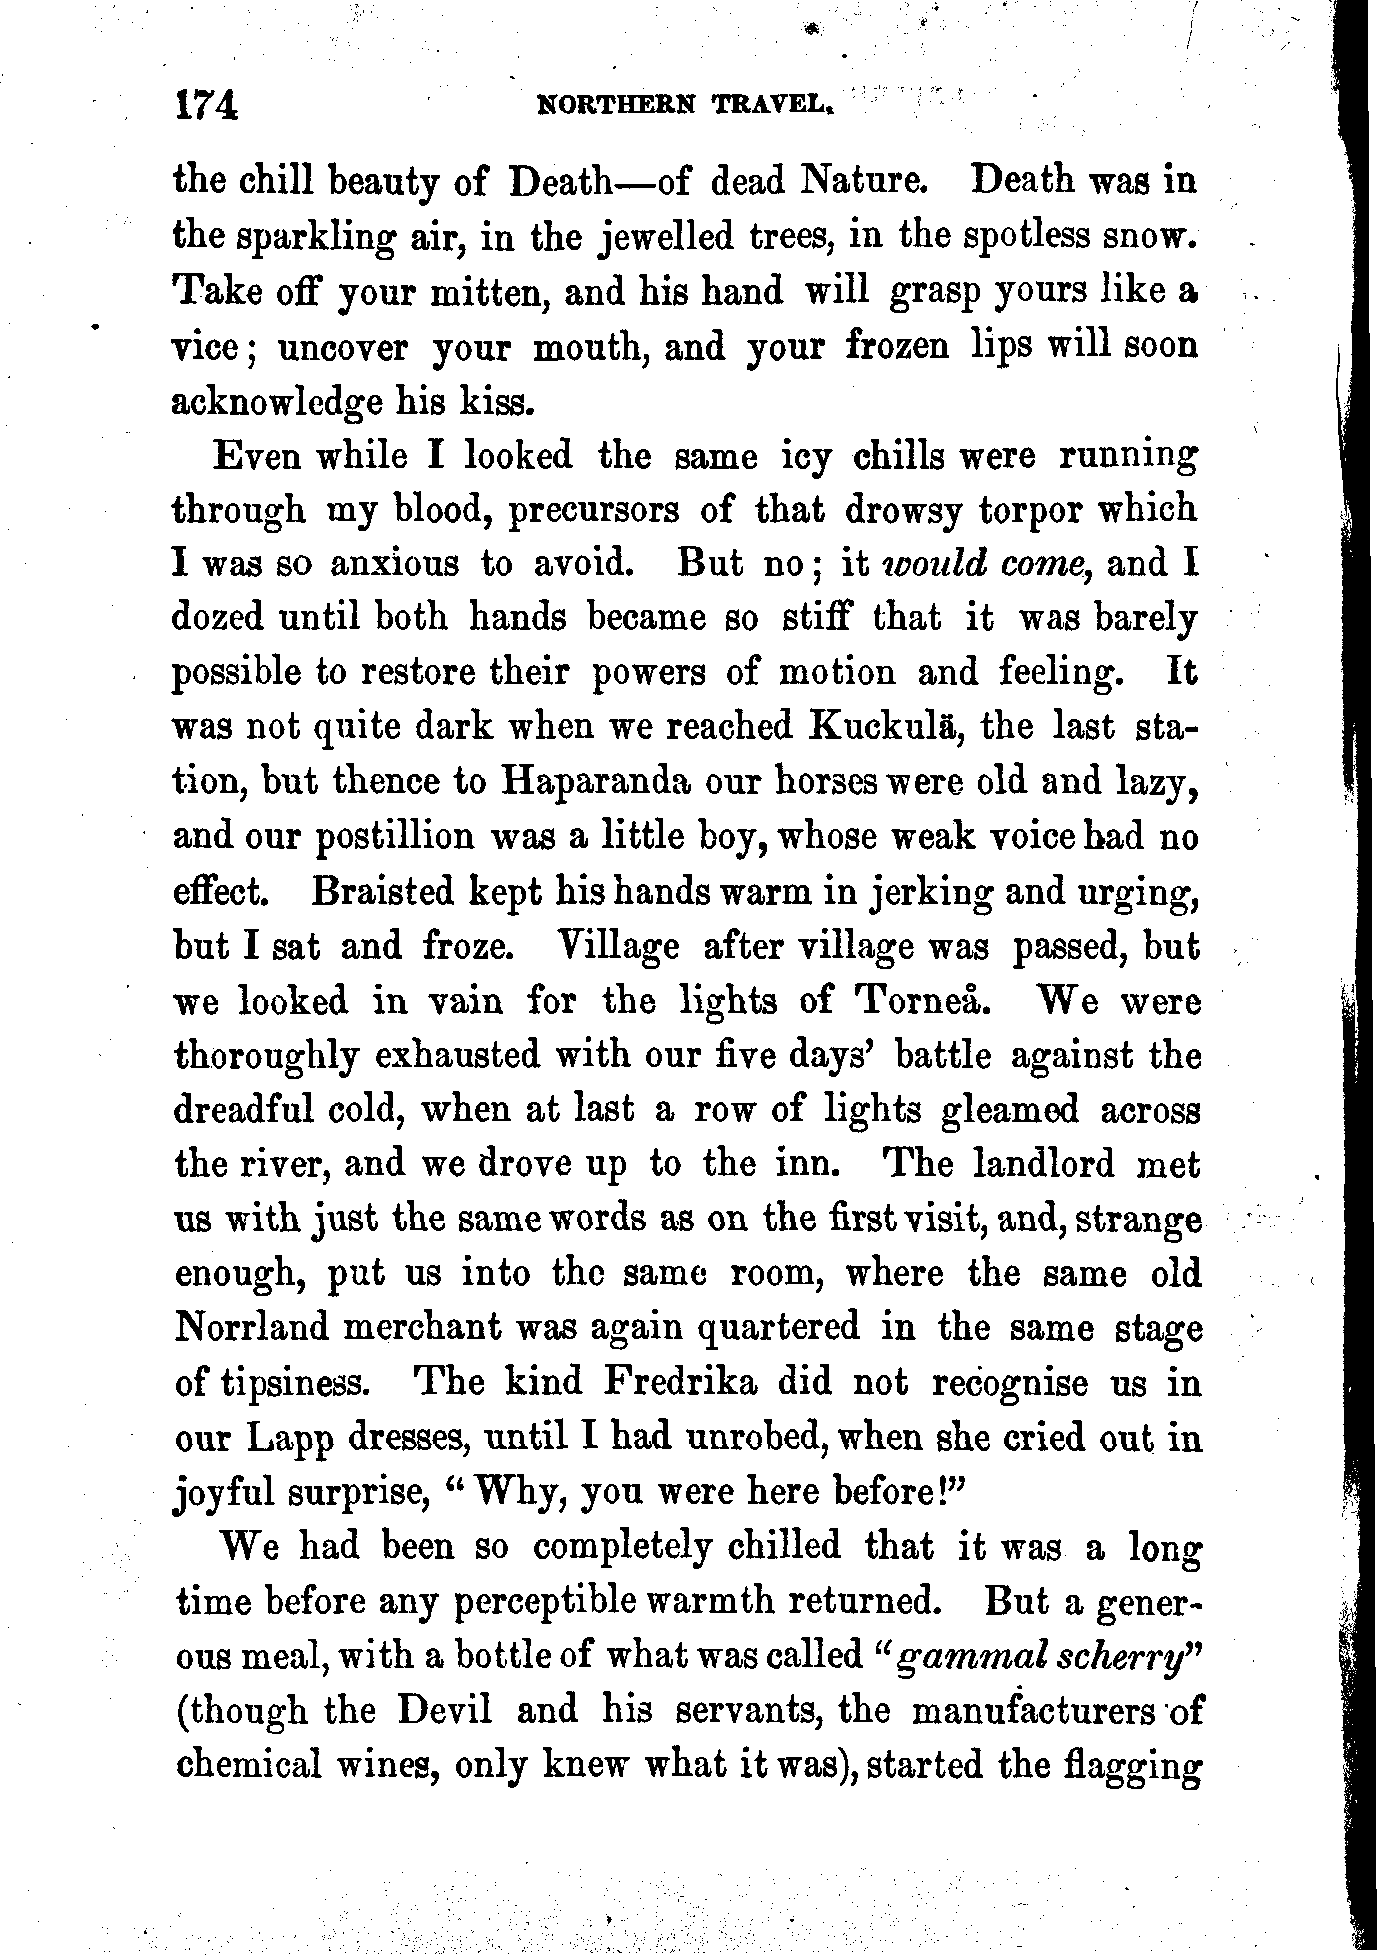 174 NORTHERN TRAVEL.
the chill beauty of Death—of dead Nature. Death was in
the sparkling air, in the jewelled trees, in the spotless snow.
Take off your mitten, and his hand will grasp yours like a
vice; uncover your mouth, and your frozen lips will soon
acknowledge his kiss.
Even while I looked the same icy chills were running
through my blood, precursors of that drowsy torpor which
I was so anxious to avoid. But no; it would come, and I
dozed until both hands became so stiff that it was barely
possible to restore their powers of motion and feeling. It
was not quite dark when we reached Kuckulä, the last sta-
tion, but thence to Haparanda our horses were old and lazy,
and our postillion was a little boy, whose weak voice had no
effect. Braisted kept his hands warm in jerking and urging,
but I sat and froze. Village after village was passed, but
we looked in vain for the lights of Torneå. We were
thoroughly exhausted with our five days' battle against the
dreadful cold, when at last a row of lights gleamed across
the river, and we drove up to the inn. The landlord met
us with just the same words as on the first visit, and, strange
enough, put us into the same room, where the same old
Norrland merchant was again quartered in the same stage
of tipsiness. The kind Fredrika did not recognise us in
our Lapp dresses, until I had unrobed, when she cried out in
joyful surprise, "Why, you were here before!"
We had been so completely chilled that it was a long
time before any perceptible warmth returned. But a gener-
ous meal, with a bottle of what was called "gammal scherry"
(though the Devil and his servants, the manufacturers of
chemical wines, only knew what it was), started the flagging